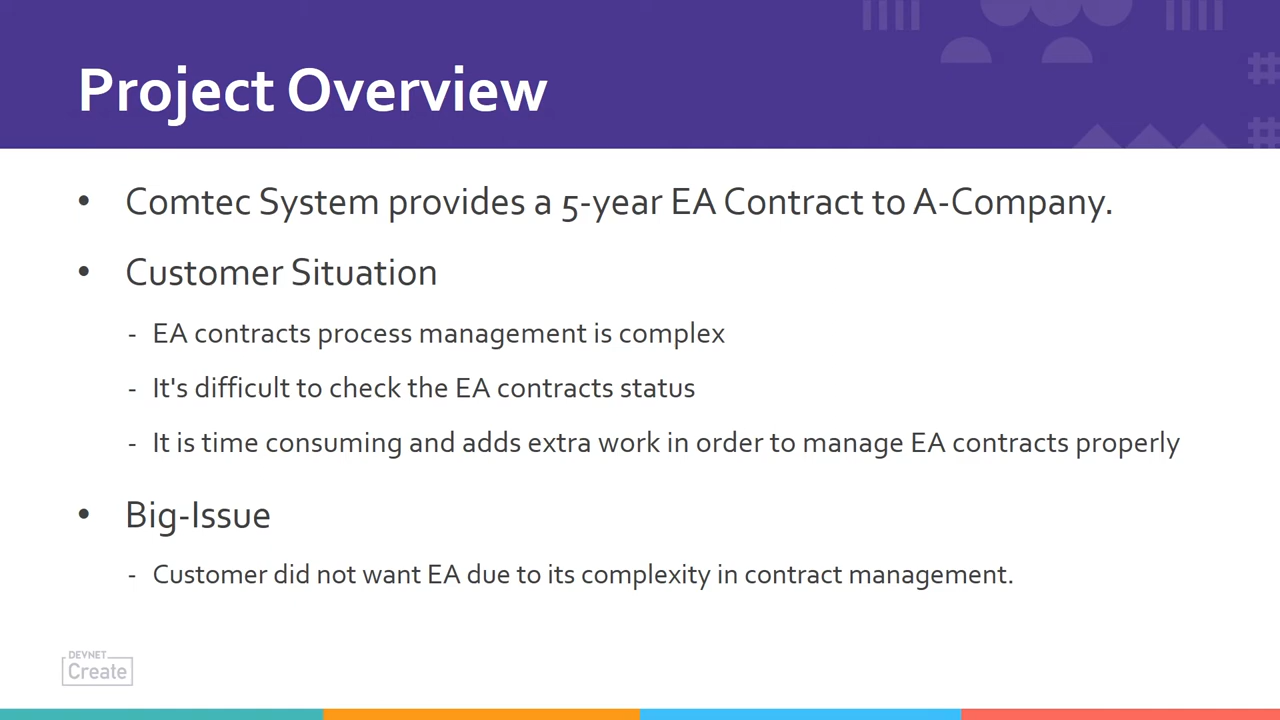 Project Overview
• Comtec System provides a 5-year EA Contract to A-Company.
• Customer Situation
- EA contracts process management is complex
- It's difficult to check the EA contracts status
- It is time consuming and adds extra work in order to manage EA contracts properly
• Big-Issue
- Customer did not want EA due to its complexity in contract management.
DEVNET
Create